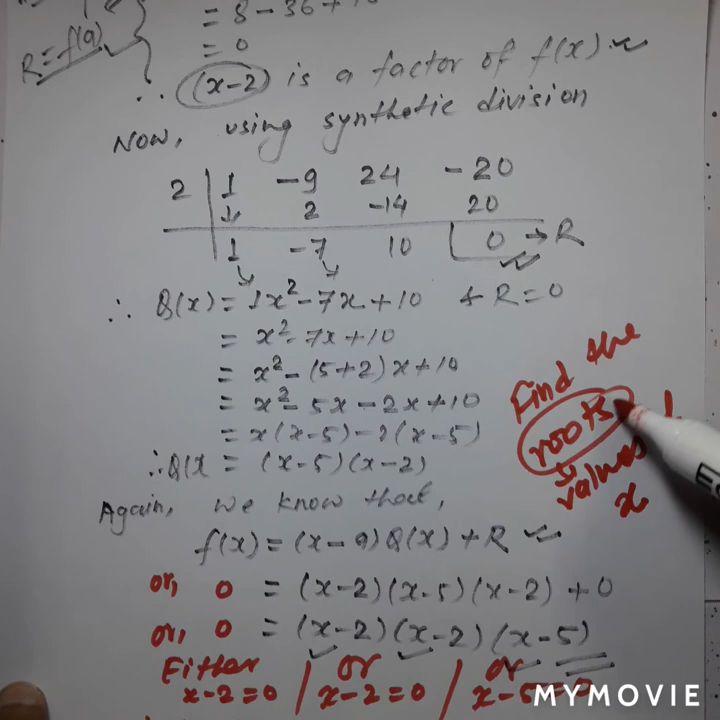 = 8 - 36 +
= 0
R = f(a)
∴ (x-2) is a factor of f(x)
Now, using synthetic division
2 | 1 -9 24 -20
↓ 2 -14 20
1 -7 10 0 → R
∴ Q(x) = 1x² - 7x + 10 & R = 0
= x² - 7x + 10
= x² - (5+2)x + 10
= x² - 5x - 2x + 10
= x(x-5) - 2(x-5)
∴ Q(x = (x-5)(x-2)
Find the
roots
values
x
Again, we know that,
f(x) = (x-a) Q(x) + R
or, 0 = (x-2)(x-5)(x-2) + 0
or, 0 = (x-2)(x-2)(x-5)
Either / or / or
x-2=0 / x-2=0 / x-5=0
MYMOVIE